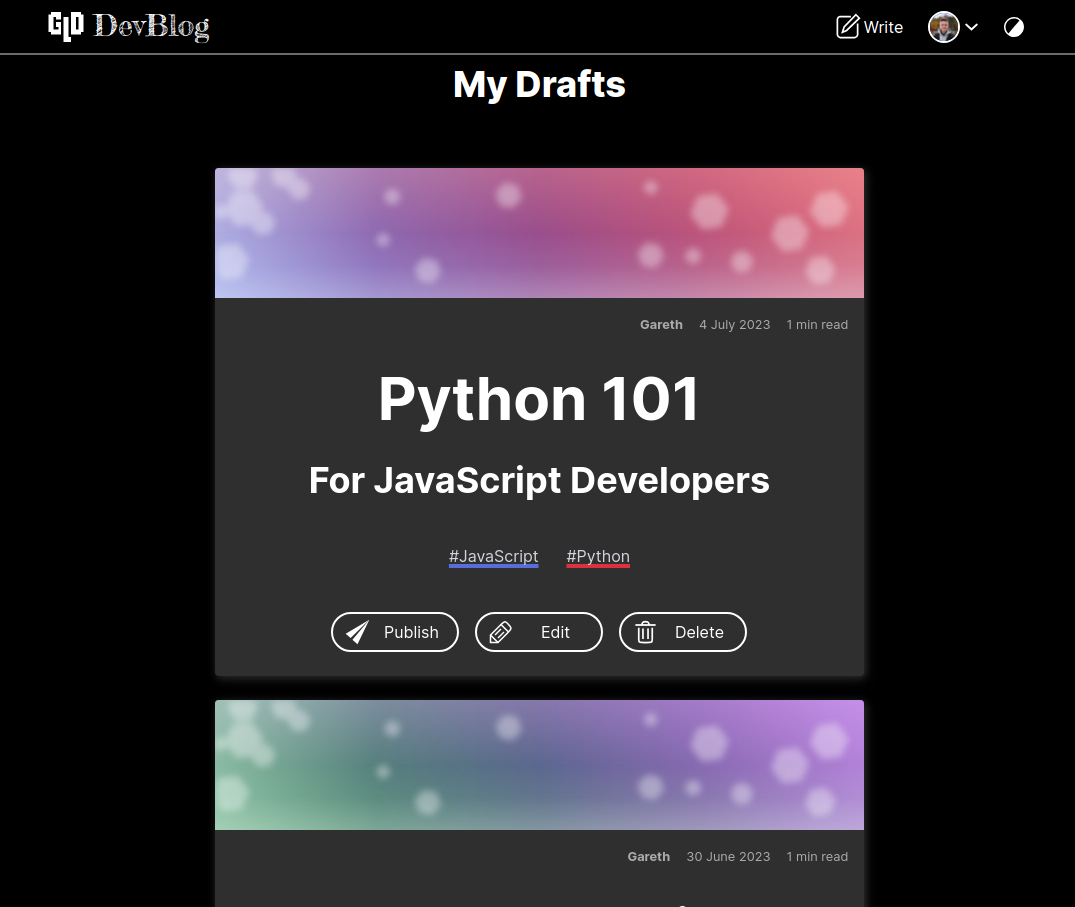 GLD DevBlog
Write
My Drafts
Gareth 4 July 2023 1 min read
Python 101
For JavaScript Developers
#JavaScript #Python
Publish Edit Delete
Gareth 30 June 2023 1 min read